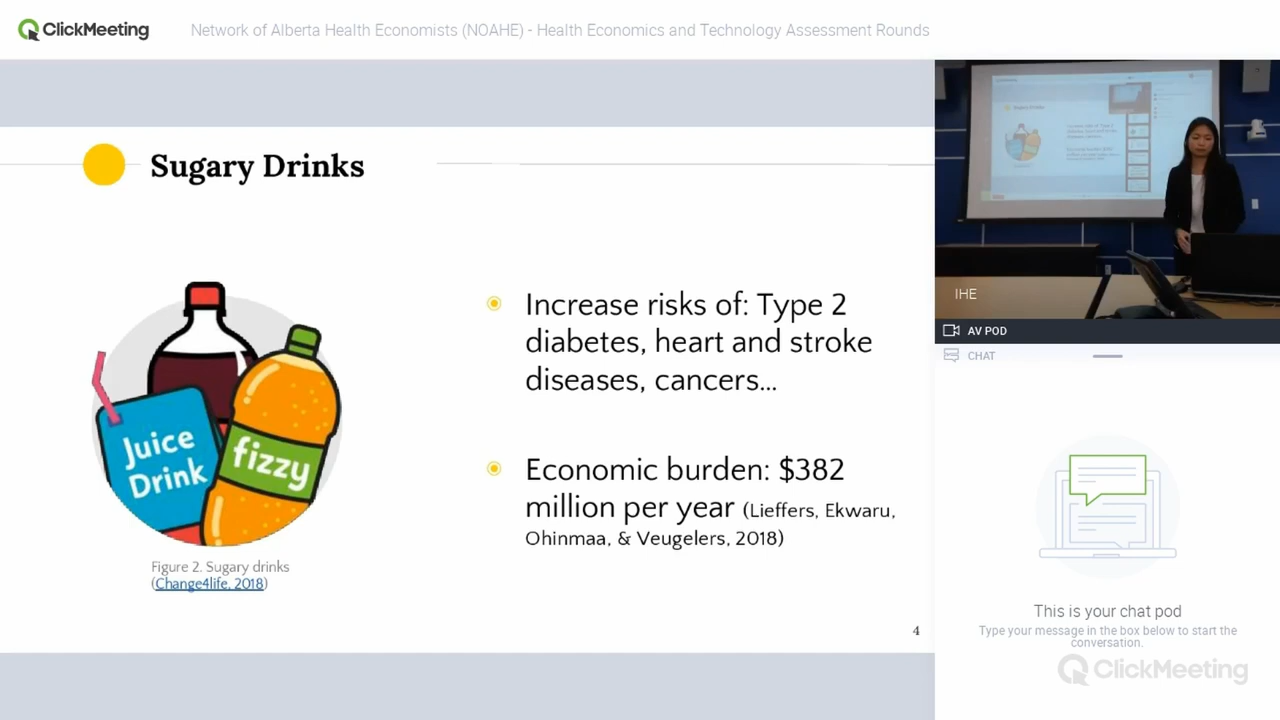 ClickMeeting
Network of Alberta Health Economists (NOAHE) - Health Economics and Technology Assessment Rounds
Sugary Drinks
Juice
Drink
fizzy
Figure 2. Sugary drinks
(Change4life, 2018)
Increase risks of: Type 2
diabetes, heart and stroke
diseases, cancers...
Economic burden: $382
million per year (Lieffers, Ekwaru,
Ohinmaa, & Veugelers, 2018)
4
Sugary Drinks
IHE
AV POD
CHAT
This is your chat pod
Type your message in the box below to start the
conversation.
ClickMeeting